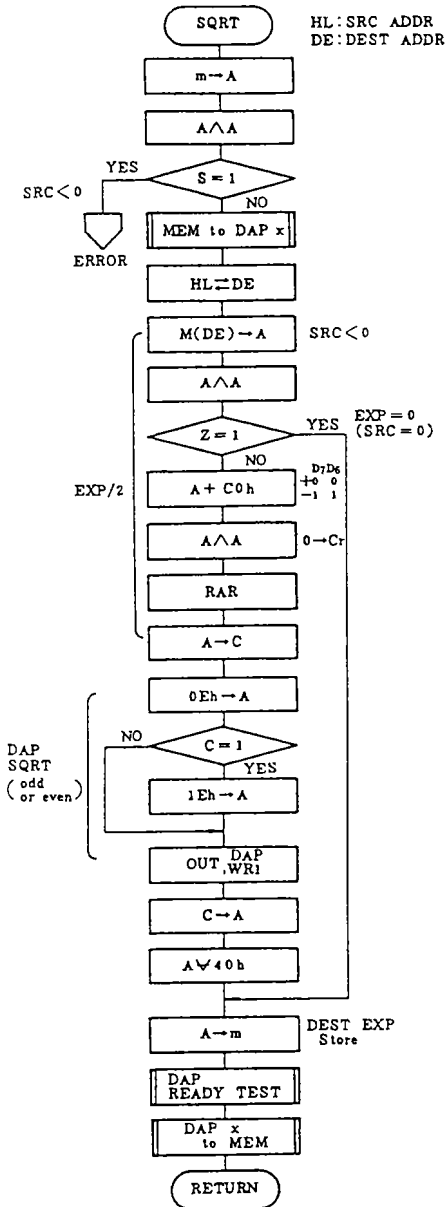 SQRT
HL:SRC ADDR
DE:DEST ADDR
m→A
A∧A
YES
S=1
SRC<0
NO
ERROR
MEM to DAP x
HL⇄DE
M(DE)→A
SRC<0
A∧A
YES
EXP=0
(SRC=0)
Z=1
NO
D7D6
+0 0
−1 1
EXP/2
A+C0h
A∧A
0→Cr
RAR
A→C
0Eh→A
NO
C=1
YES
DAP
SQRT
(odd
or even)
1Eh→A
OUT DAP
,WR1
C→A
A⊻40h
A→m
DEST EXP
Store
DAP
READY TEST
DAP x
to MEM
RETURN